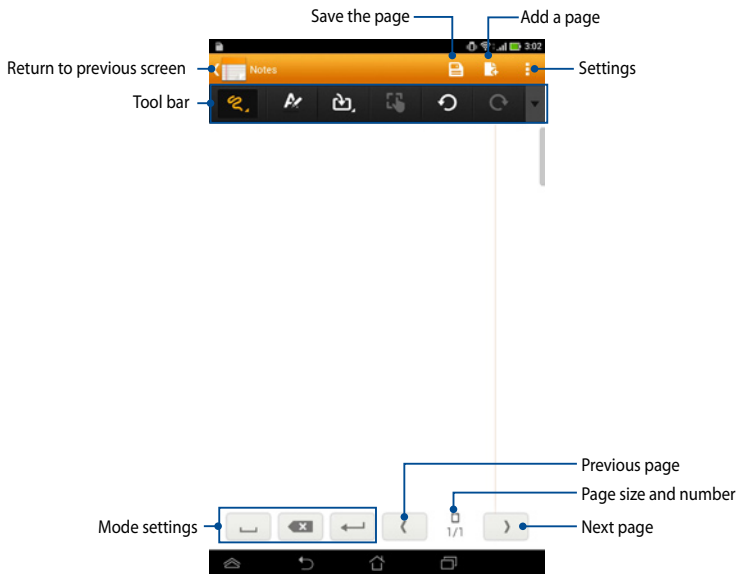 Save the page
Add a page
3:02
Return to previous screen
Notes
Settings
Tool bar
A
Previous page
Page size and number
Mode settings
1/1
Next page